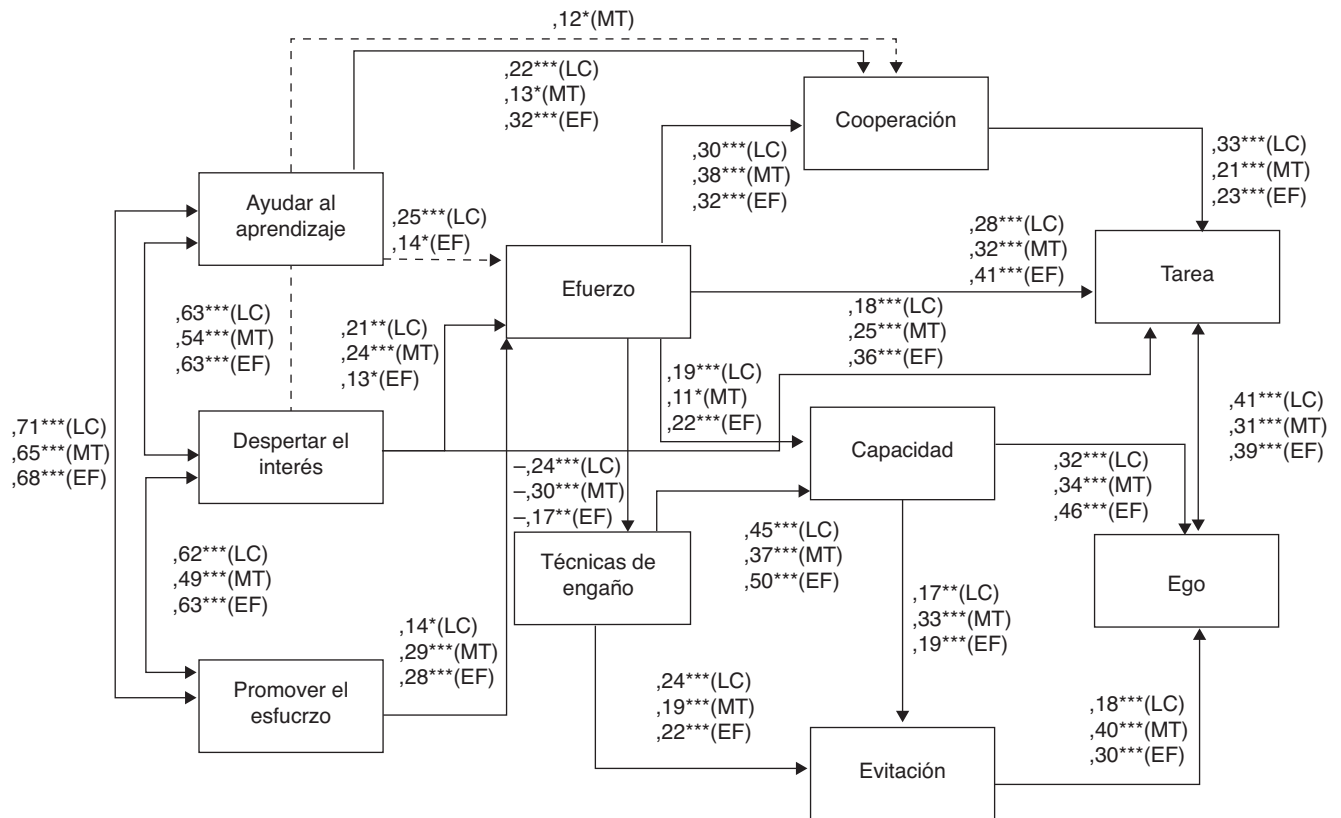 ,12*(MT)
,22***(LC)
,13*(MT)
,32***(EF)
Cooperación
,30***(LC)
,38***(MT)
,32***(EF)
,33***(LC)
,21***(MT)
,23***(EF)
Ayudar al
aprendizaje
,25***(LC)
,14*(EF)
Efuerzo
,28***(LC)
,32***(MT)
,41***(EF)
Tarea
,63***(LC)
,54***(MT)
,63***(EF)
,21**(LC)
,24***(MT)
,13*(EF)
,18***(LC)
,25***(MT)
,36***(EF)
,19***(LC)
,11*(MT)
,22***(EF)
,71***(LC)
,65***(MT)
,68***(EF)
Despertar el
interés
Capacidad
,41***(LC)
,31***(MT)
,39***(EF)
–,24***(LC)
–,30***(MT)
–,17**(EF)
,32***(LC)
,34***(MT)
,46***(EF)
Técnicas de
engaño
,45***(LC)
,37***(MT)
,50***(EF)
Ego
,62***(LC)
,49***(MT)
,63***(EF)
,17**(LC)
,33***(MT)
,19***(EF)
,14*(LC)
,29***(MT)
,28***(EF)
Promover el
esfucrzo
,24***(LC)
,19***(MT)
,22***(EF)
Evitación
,18***(LC)
,40***(MT)
,30***(EF)